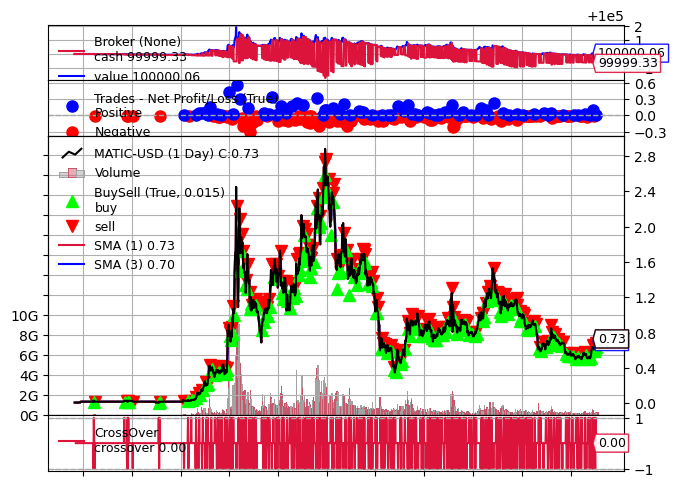 +1e5
Broker (None)
cash 99999.33
value 100000.06
2
1
100000.06
99999.33
Trades - Net Profit/Loss (True)
Positive
Negative
0.6
0.3
0.0
−0.3
MATIC-USD (1 Day) C:0.73
Volume
BuySell (True, 0.015)
buy
sell
SMA (1) 0.73
SMA (3) 0.70
2.8
2.4
2.0
1.6
1.2
0.8
0.4
0.0
0.73
10G
8G
6G
4G
2G
0G
CrossOver
crossover 0.00
1
0.00
−1